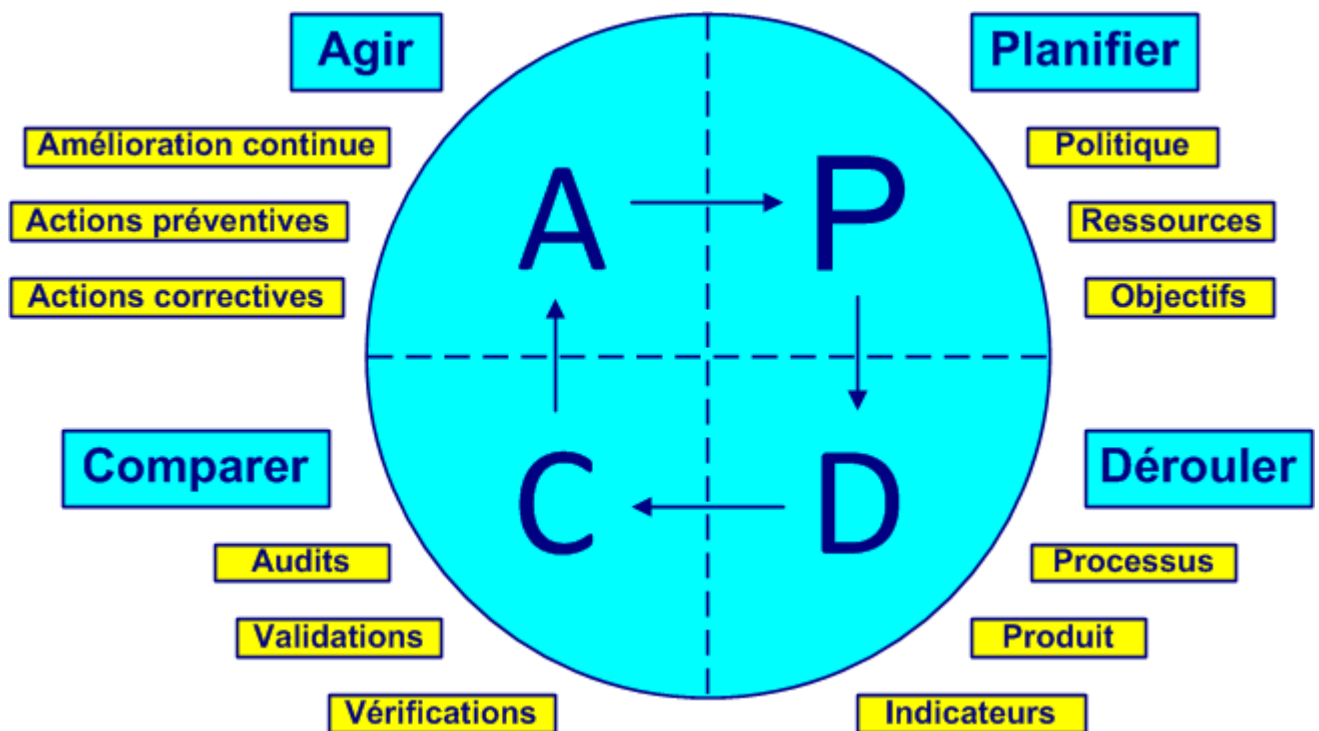 Agir
Planifier
Amélioration continue
Politique
Actions préventives
Ressources
Actions correctives
Objectifs
A
P
Comparer
Dérouler
C
D
Audits
Processus
Validations
Produit
Vérifications
Indicateurs